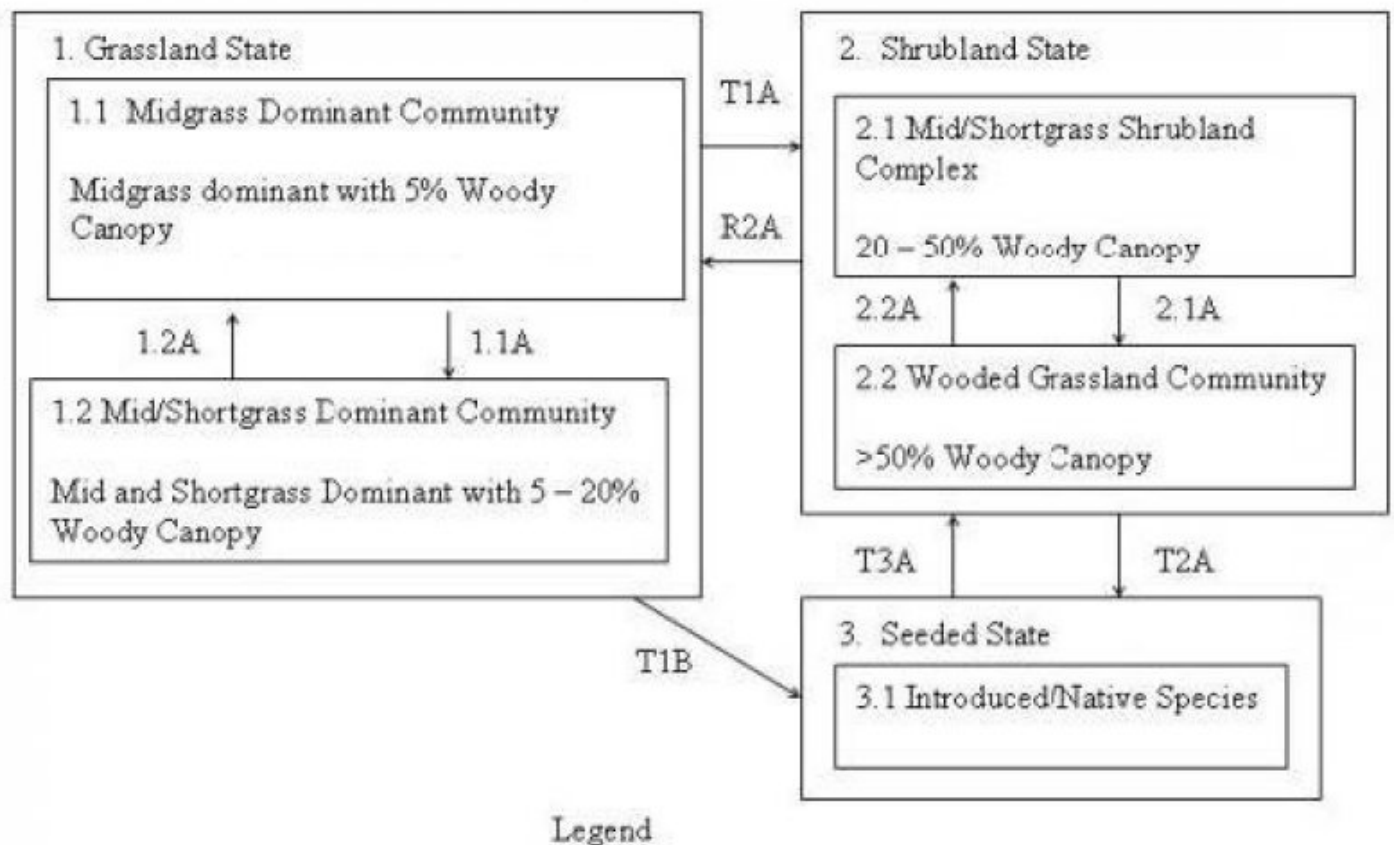 1. Grassland State
1.1 Midgrass Dominant Community
Midgrass dominant with 5% Woody
Canopy
1.2A
1.1A
1.2 Mid/Shortgrass Dominant Community
Mid and Shortgrass Dominant with 5 – 20%
Woody Canopy
T1A
R2A
T1B
2. Shrubland State
2.1 Mid/Shortgrass Shrubland
Complex
20 – 50% Woody Canopy
2.2A
2.1A
2.2 Wooded Grassland Community
>50% Woody Canopy
T3A
T2A
3. Seeded State
3.1 Introduced/Native Species
Legend